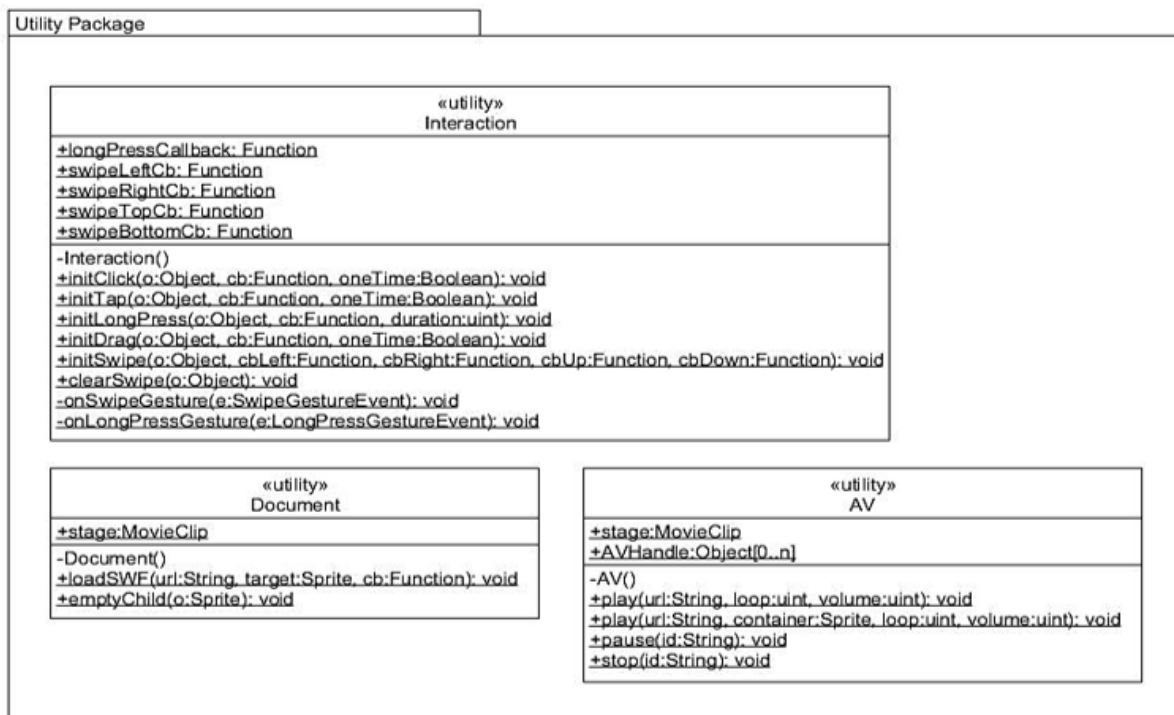 Utility Package
«utility»
Interaction
+longPressCallback: Function
+swipeLeftCb: Function
+swipeRightCb: Function
+swipeTopCb: Function
+swipeBottomCb: Function
-Interaction()
+initClick(o:Object, cb:Function, oneTime:Boolean): void
+initTap(o:Object, cb:Function, oneTime:Boolean): void
+initLongPress(o:Object, cb:Function, duration:uint): void
+initDrag(o:Object, cb:Function, oneTime:Boolean): void
+initSwipe(o:Object, cbLeft:Function, cbRight:Function, cbUp:Function, cbDown:Function): void
+clearSwipe(o:Object): void
-onSwipeGesture(e:SwipeGestureEvent): void
-onLongPressGesture(e:LongPressGestureEvent): void
«utility»
Document
+stage:MovieClip
-Document()
+loadSWF(url:String, target:Sprite, cb:Function): void
+emptyChild(o:Sprite): void
«utility»
AV
+stage:MovieClip
+AVHandle:Object[0..n]
-AV()
+play(url:String, loop:uint, volume:uint): void
+play(url:String, container:Sprite, loop:uint, volume:uint): void
+pause(id:String): void
+stop(id:String): void